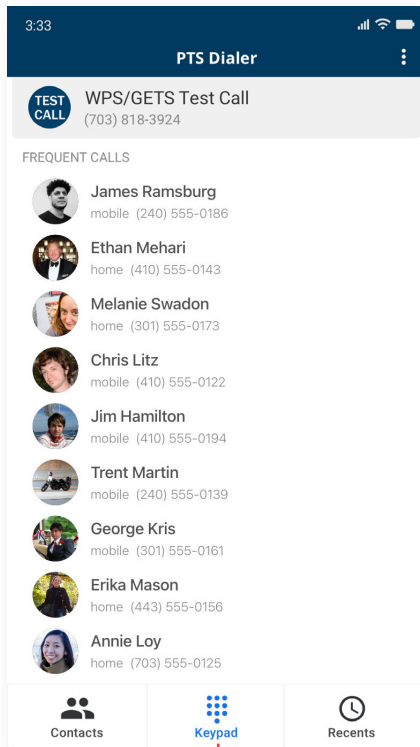 3:33
PTS Dialer
TEST
CALL
WPS/GETS Test Call
(703) 818-3924
FREQUENT CALLS
James Ramsburg
mobile (240) 555-0186
Ethan Mehari
home (410) 555-0143
Melanie Swadon
home (301) 555-0173
Chris Litz
mobile (410) 555-0122
Jim Hamilton
mobile (410) 555-0194
Trent Martin
mobile (240) 555-0139
George Kris
mobile (301) 555-0161
Erika Mason
home (443) 555-0156
Annie Loy
home (703) 555-0125
Contacts
Keypad
Recents